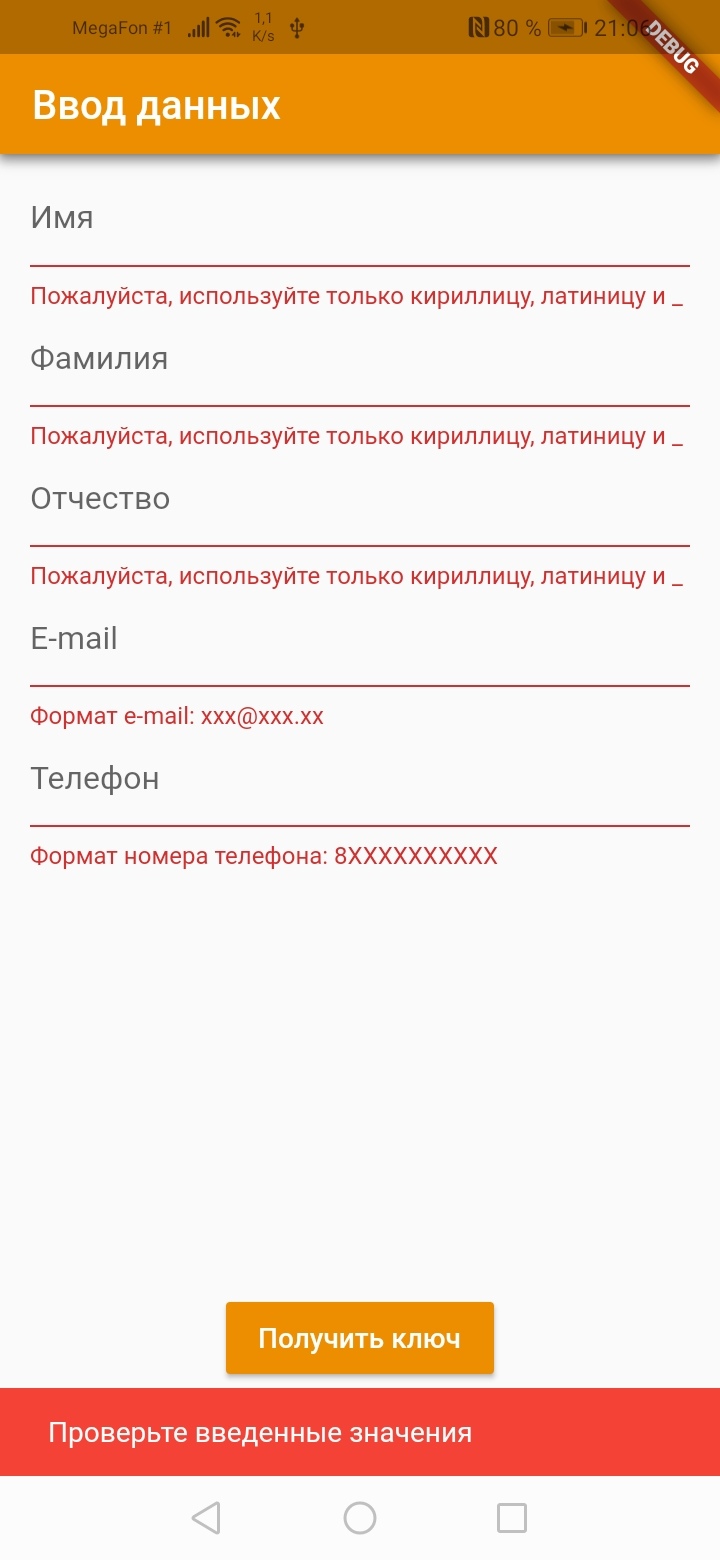 MegaFon #1 1,1 K/s 80 % 21:06
DEBUG
Ввод данных
Имя
Пожалуйста, используйте только кириллицу, латиницу и _
Фамилия
Пожалуйста, используйте только кириллицу, латиницу и _
Отчество
Пожалуйста, используйте только кириллицу, латиницу и _
E-mail
Формат e-mail: xxx@xxx.xx
Телефон
Формат номера телефона: 8XXXXXXXXXX
Получить ключ
Проверьте введенные значения